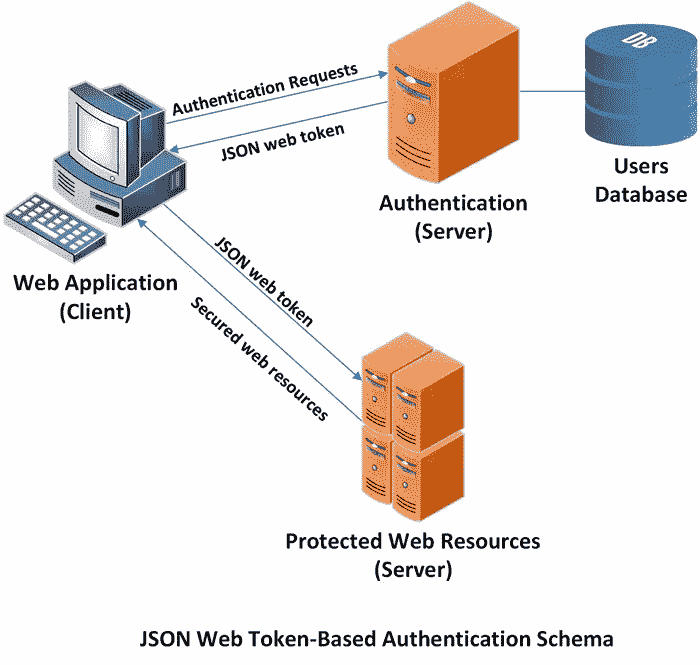 DB
Authentication Requests
JSON web token
Users
Database
Authentication
(Server)
Web Application
(Client)
JSON web token
Secured web resources
Protected Web Resources
(Server)
JSON Web Token-Based Authentication Schema